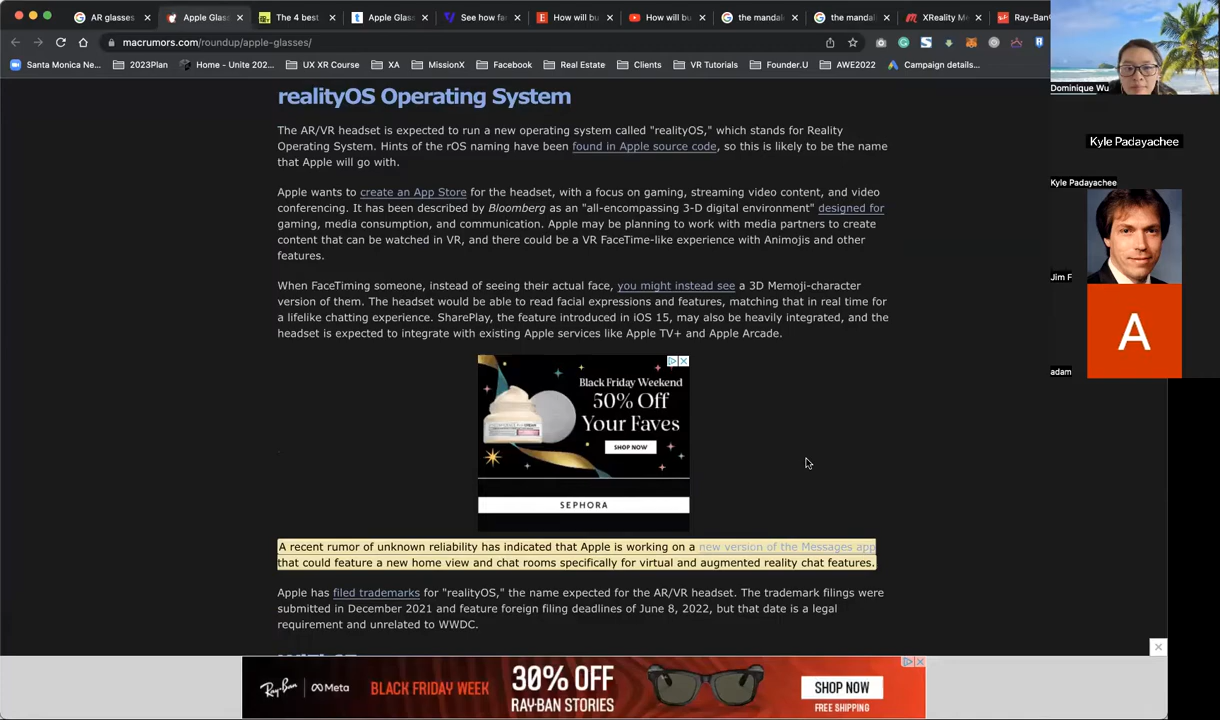 AR glasses
Apple Glas
The 4 best
Apple Glas
See how fa
How will bu
How will bu
the mandal
the mandal
XReality Me
Ray-Ban
macrumors.com/roundup/apple-glasses/
Santa Monica Ne...
2023Plan
Home - Unite 202...
UX XR Course
XA
MissionX
Facebook
Real Estate
Clients
VR Tutorials
Founder.U
AWE2022
Campaign details...
Dominique Wu
Kyle Padayachee
Kyle Padayachee
Jim F
A
adam
realityOS Operating System
The AR/VR headset is expected to run a new operating system called "realityOS," which stands for Reality
Operating System. Hints of the rOS naming have been found in Apple source code, so this is likely to be the name
that Apple will go with.
Apple wants to create an App Store for the headset, with a focus on gaming, streaming video content, and video
conferencing. It has been described by Bloomberg as an "all-encompassing 3-D digital environment" designed for
gaming, media consumption, and communication. Apple may be planning to work with media partners to create
content that can be watched in VR, and there could be a VR FaceTime-like experience with Animojis and other
features.
When FaceTiming someone, instead of seeing their actual face, you might instead see a 3D Memoji-character
version of them. The headset would be able to read facial expressions and features, matching that in real time for
a lifelike chatting experience. SharePlay, the feature introduced in iOS 15, may also be heavily integrated, and the
headset is expected to integrate with existing Apple services like Apple TV+ and Apple Arcade.
Black Friday Weekend
50% Off
Your Faves
SHOP NOW
SEPHORA
A recent rumor of unknown reliability has indicated that Apple is working on a new version of the Messages app
that could feature a new home view and chat rooms specifically for virtual and augmented reality chat features.
Apple has filed trademarks for "realityOS," the name expected for the AR/VR headset. The trademark filings were
submitted in December 2021 and feature foreign filing deadlines of June 8, 2022, but that date is a legal
requirement and unrelated to WWDC.
Ray-Ban
Meta
BLACK FRIDAY WEEK
30% OFF
RAY-BAN STORIES
SHOP NOW
FREE SHIPPING